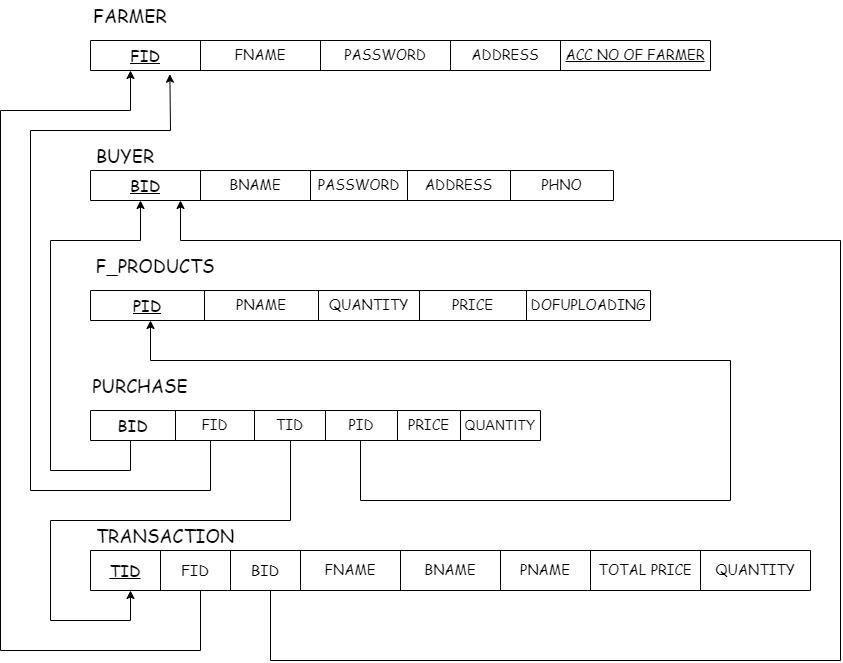 FARMER
FID FNAME PASSWORD ADDRESS ACC NO OF FARMER
BUYER
BID BNAME PASSWORD ADDRESS PHNO
F_PRODUCTS
PID PNAME QUANTITY PRICE DOFUPLOADING
PURCHASE
BID FID TID PID PRICE QUANTITY
TRANSACTION
TID FID BID FNAME BNAME PNAME TOTAL PRICE QUANTITY